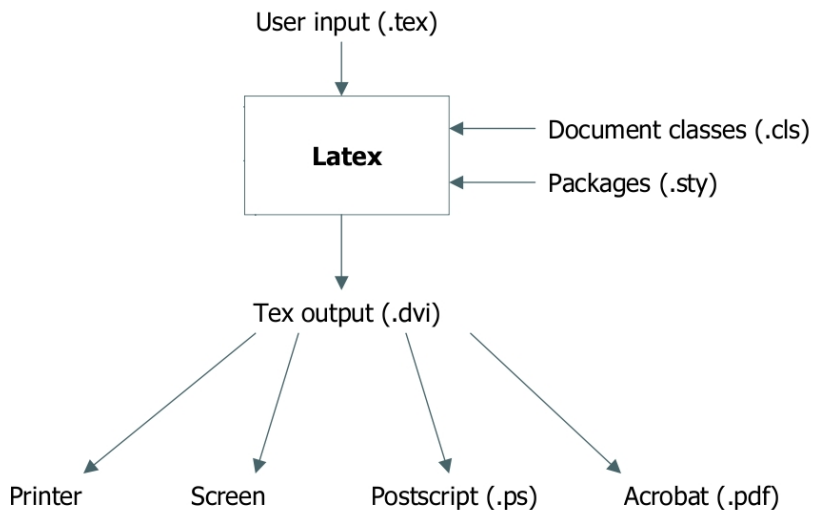 User input (.tex)
Latex
Document classes (.cls)
Packages (.sty)
Tex output (.dvi)
Printer
Screen
Postscript (.ps)
Acrobat (.pdf)